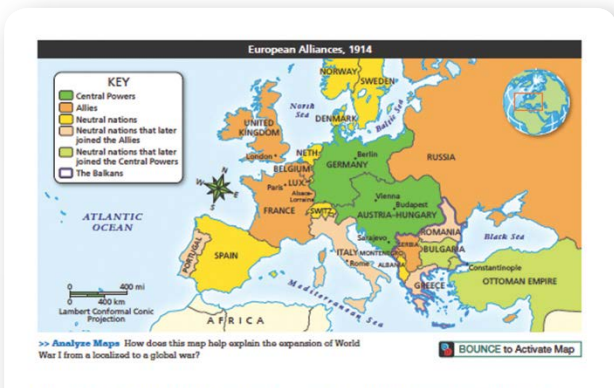 European Alliances, 1914
KEY
Central Powers
Allies
Neutral nations
Neutral nations that later
joined the Allies
Neutral nations that later
joined the Central Powers
The Balkans
NORWAY
SWEDEN
North
Sea
DENMARK
Baltic Sea
UNITED
KINGDOM
London
NETH.
BELGIUM
Berlin
GERMANY
RUSSIA
Paris
LUX.
Alsace-
Lorraine
FRANCE
SWITZ.
Vienna
Budapest
AUSTRIA-HUNGARY
N
W
E
S
ATLANTIC
OCEAN
PORTUGAL
SPAIN
ITALY
Rome
Sarajevo
MONTENEGRO
SERBIA
ALBANIA
ROMANIA
BULGARIA
Black Sea
GREECE
Constantinople
OTTOMAN EMPIRE
Mediterranean Sea
AFRICA
0 400 mi
0 400 km
Lambert Conformal Conic
Projection
>> Analyze Maps How does this map help explain the expansion of World
War I from a localized to a global war?
BOUNCE to Activate Map